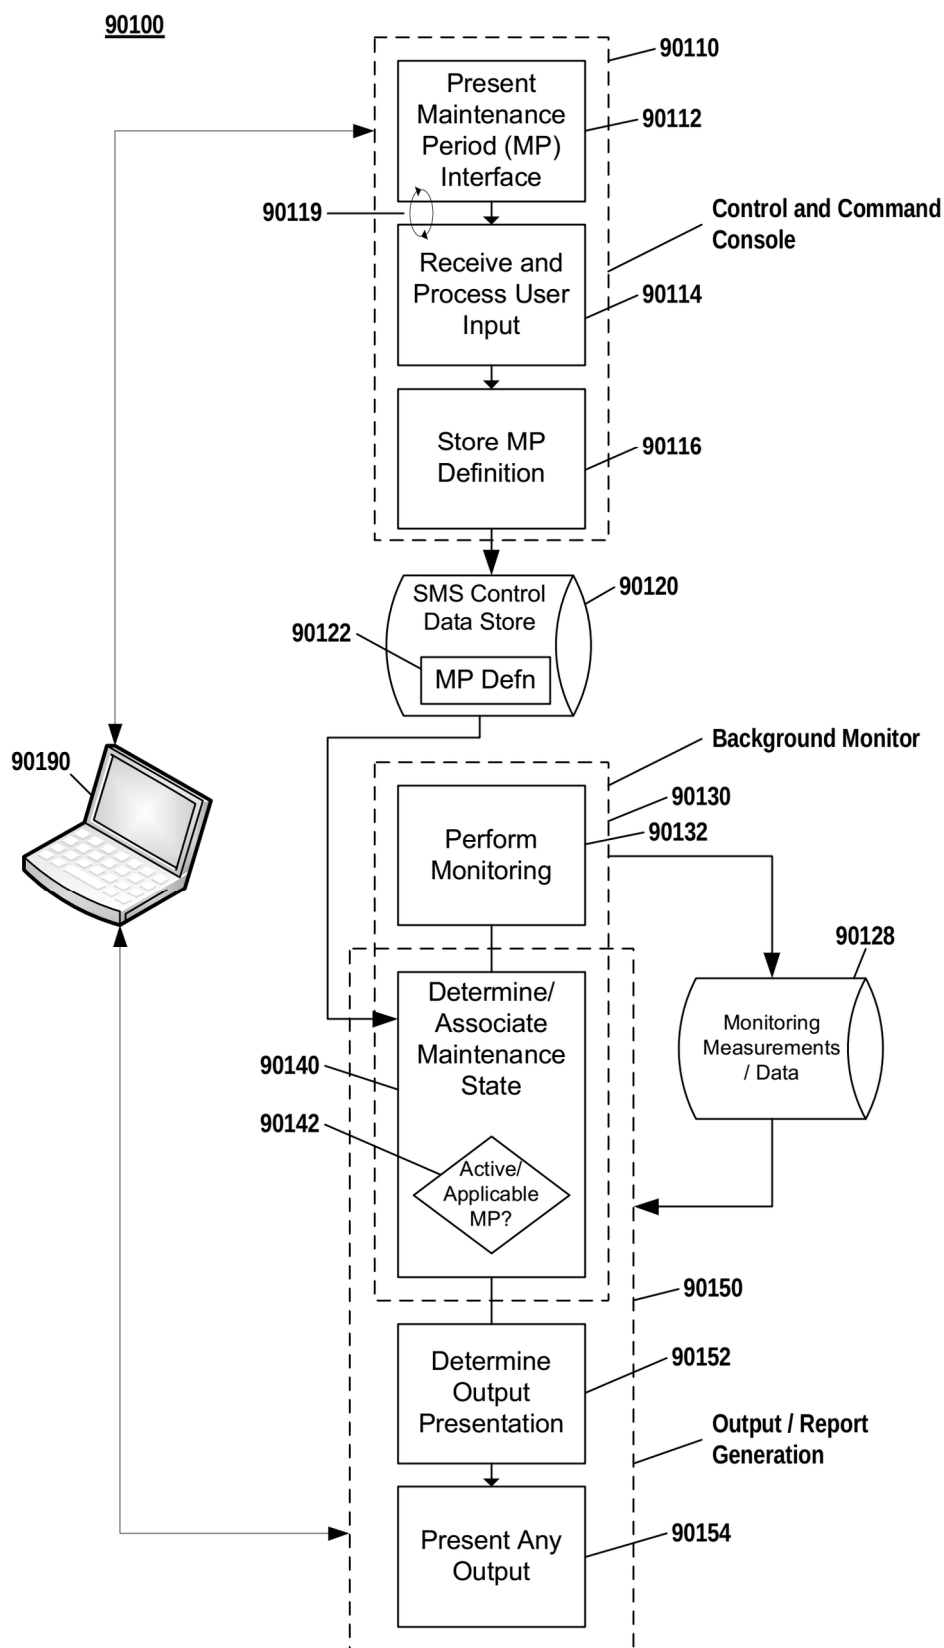 90100
90110
Present
Maintenance
Period (MP)
Interface
90112
90119
Control and Command
Console
Receive and
Process User
Input
90114
Store MP
Definition
90116
SMS Control
Data Store
90120
90122
MP Defn
Background Monitor
90190
90130
90132
Perform
Monitoring
90128
Determine/
Associate
Maintenance
State
Monitoring
Measurements
/ Data
90140
90142
Active/
Applicable
MP?
90150
Determine
Output
Presentation
90152
Output / Report
Generation
Present Any
Output
90154